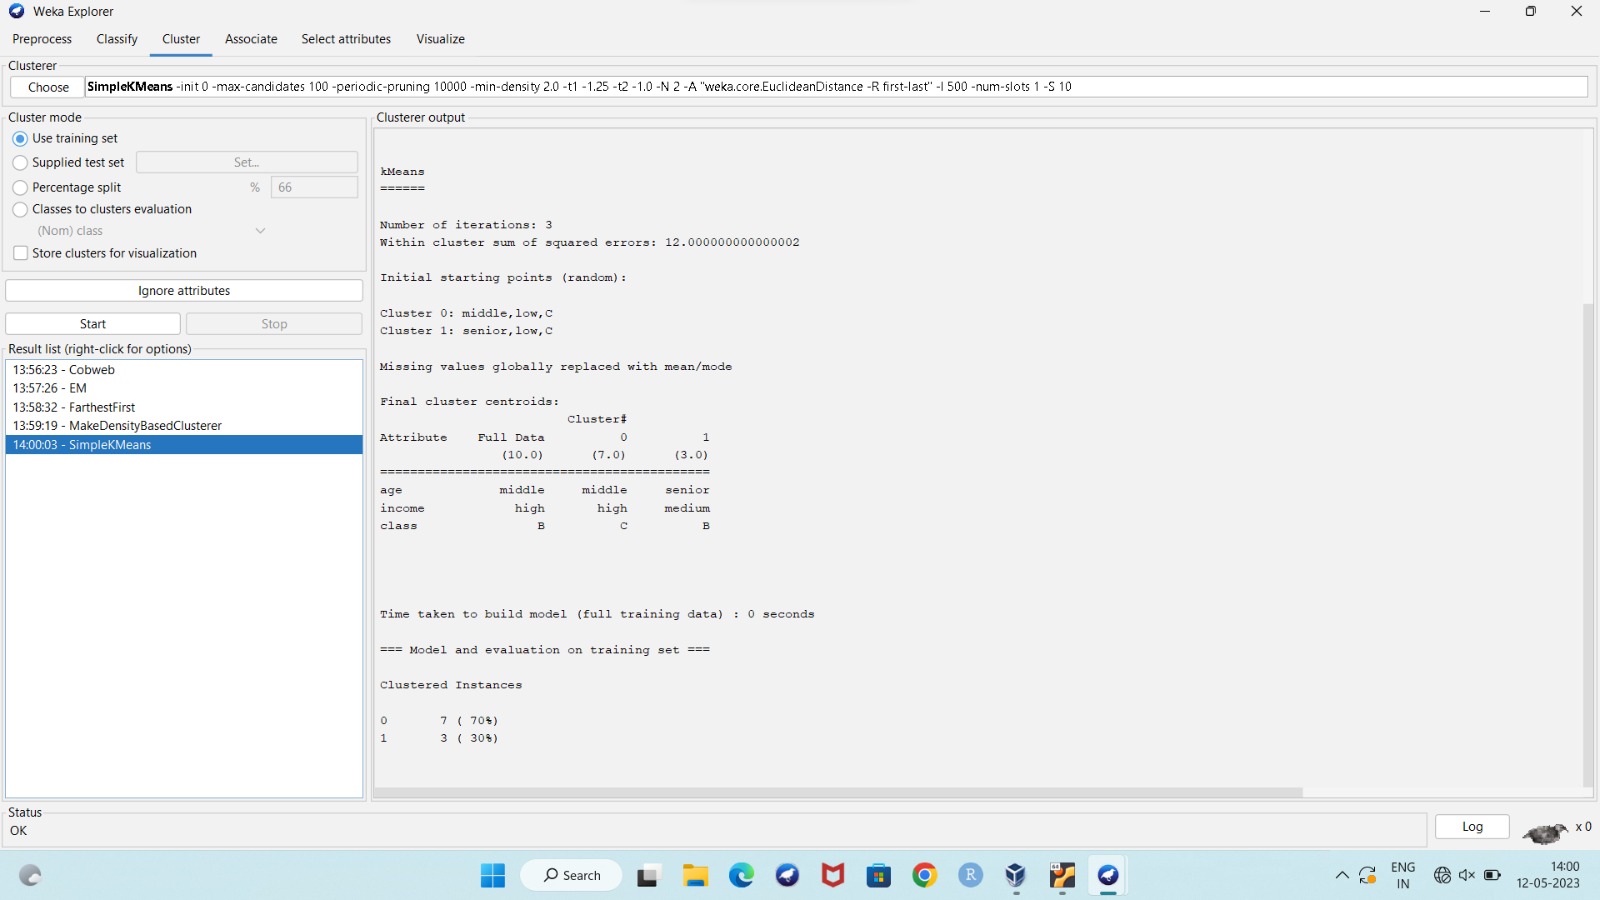 Weka Explorer
Preprocess Classify Cluster Associate Select attributes Visualize
Clusterer
Choose SimpleKMeans -init 0 -max-candidates 100 -periodic-pruning 10000 -min-density 2.0 -t1 -1.25 -t2 -1.0 -N 2 -A "weka.core.EuclideanDistance -R first-last" -I 500 -num-slots 1 -S 10
Cluster mode
Use training set
Supplied test set Set...
Percentage split % 66
Classes to clusters evaluation
(Nom) class
Store clusters for visualization
Ignore attributes
Start Stop
Result list (right-click for options)
13:56:23 - Cobweb
13:57:26 - EM
13:58:32 - FarthestFirst
13:59:19 - MakeDensityBasedClusterer
14:00:03 - SimpleKMeans
Clusterer output
kMeans
======
Number of iterations: 3
Within cluster sum of squared errors: 12.000000000000002
Initial starting points (random):
Cluster 0: middle,low,C
Cluster 1: senior,low,C
Missing values globally replaced with mean/mode
Final cluster centroids:
Cluster#
Attribute Full Data 0 1
(10.0) (7.0) (3.0)
============================================
age middle middle senior
income high high medium
class B C B
Time taken to build model (full training data) : 0 seconds
=== Model and evaluation on training set ===
Clustered Instances
0 7 ( 70%)
1 3 ( 30%)
Status
OK
Log x 0
Search
R
64
ENG
IN
14:00
12-05-2023